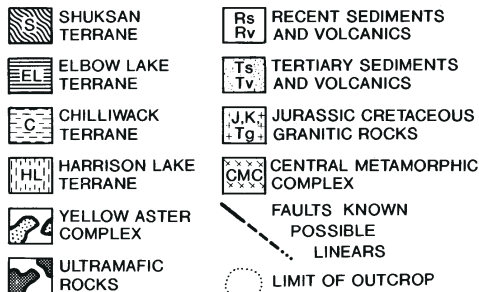 S SHUKSAN
TERRANE
EL ELBOW LAKE
TERRANE
C CHILLIWACK
TERRANE
HL HARRISON LAKE
TERRANE
YELLOW ASTER
COMPLEX
ULTRAMAFIC
ROCKS
Rs RECENT SEDIMENTS
Rv AND VOLCANICS
Ts TERTIARY SEDIMENTS
Tv AND VOLCANICS
J,K JURASSIC CRETACEOUS
Tg GRANITIC ROCKS
CMC CENTRAL METAMORPHIC
COMPLEX
FAULTS KNOWN
POSSIBLE
LINEARS
LIMIT OF OUTCROP